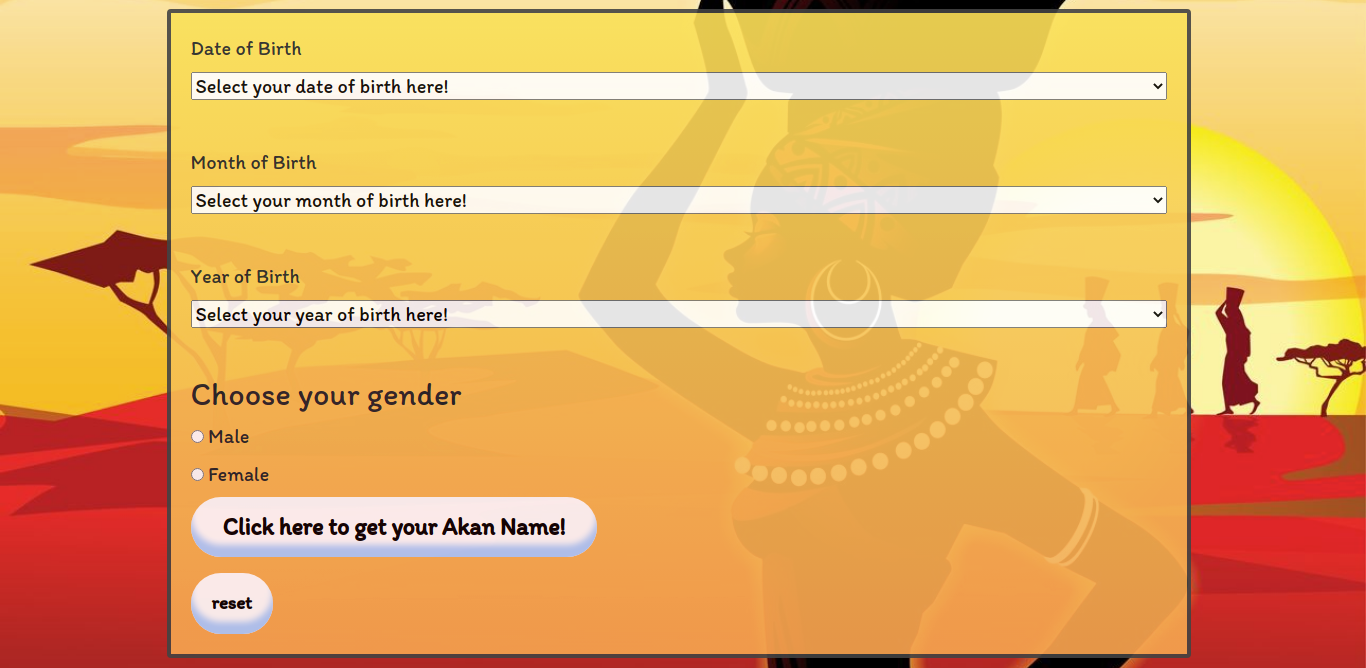 Date of Birth
Select your date of birth here!
Month of Birth
Select your month of birth here!
Year of Birth
Select your year of birth here!
Choose your gender
Male
Female
Click here to get your Akan Name!
reset